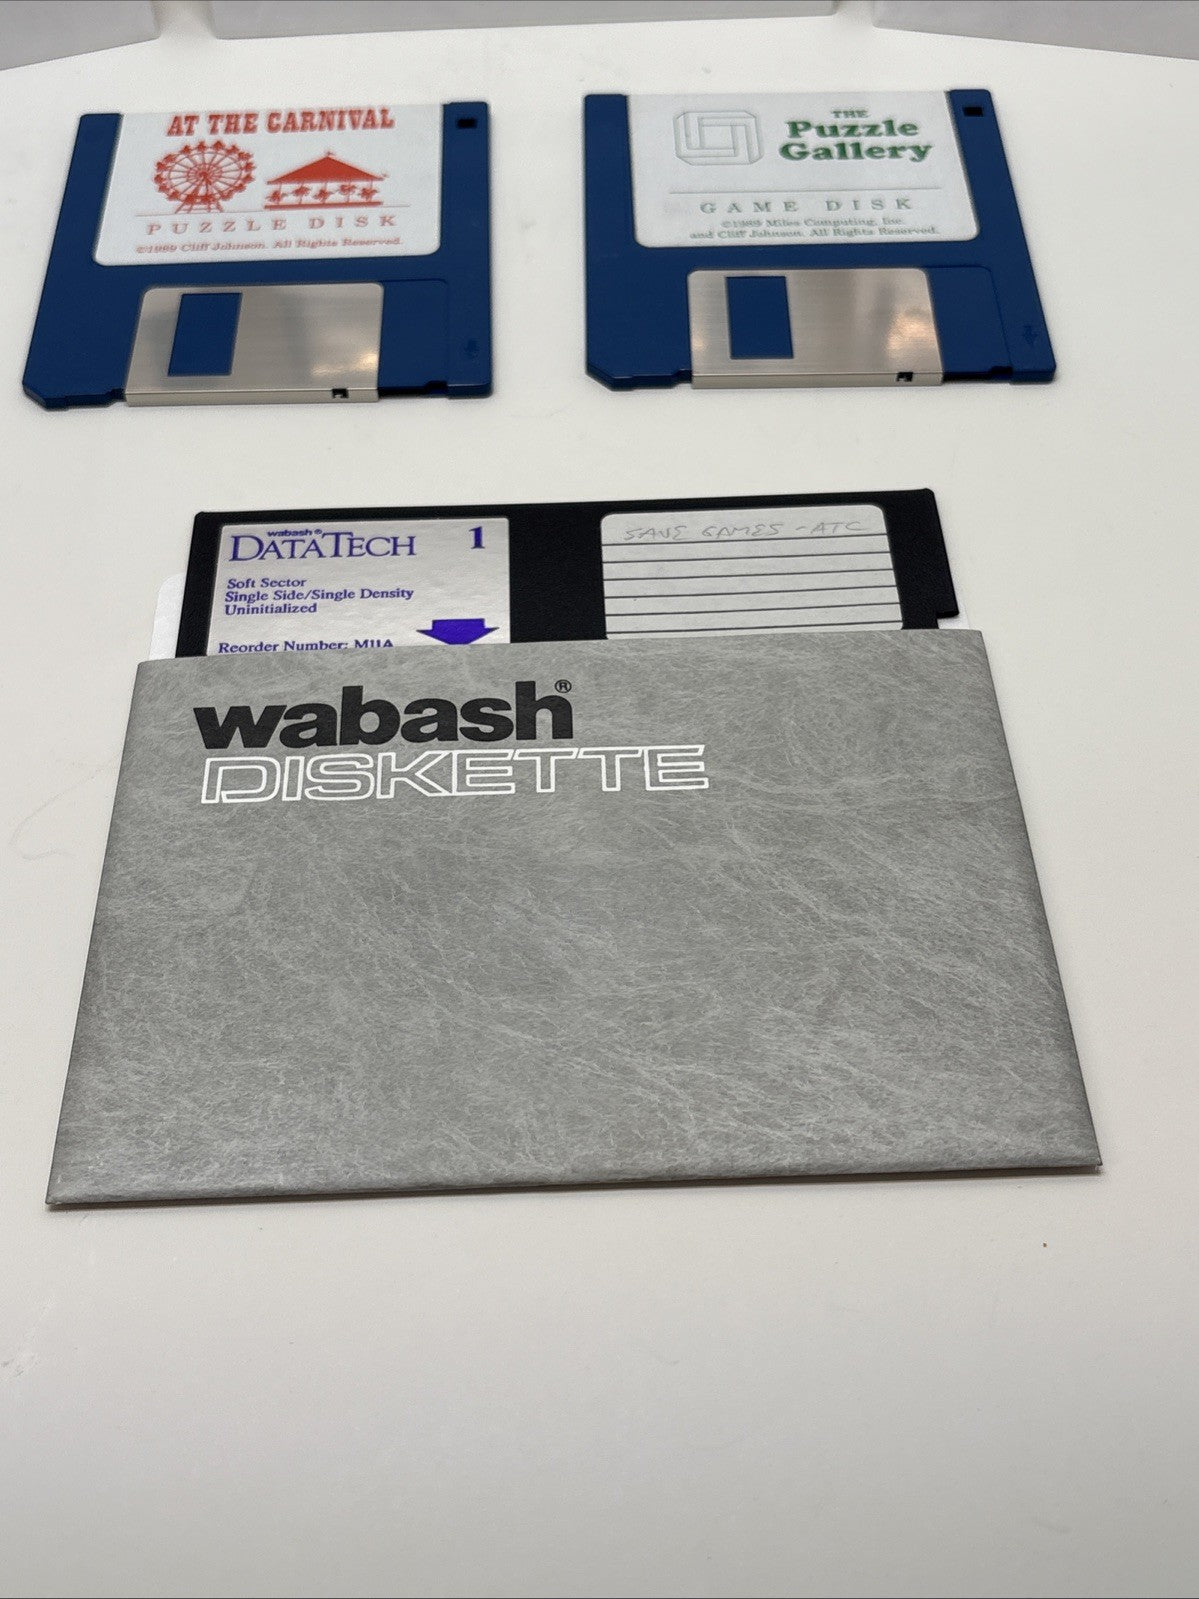 AT THE CARNIVAL
PUZZLE DISK
©1989 Cliff Johnson. All Rights Reserved.
THE
Puzzle
Gallery
GAME DISK
©1989 Miles Computing, Inc.
and Cliff Johnson. All Rights Reserved.
wabash®
DATATECH 1
Soft Sector
Single Side/Single Density
Uninitialized
Reorder Number: M11A
SAVE GAMES - ATC
wabash®
DISKETTE